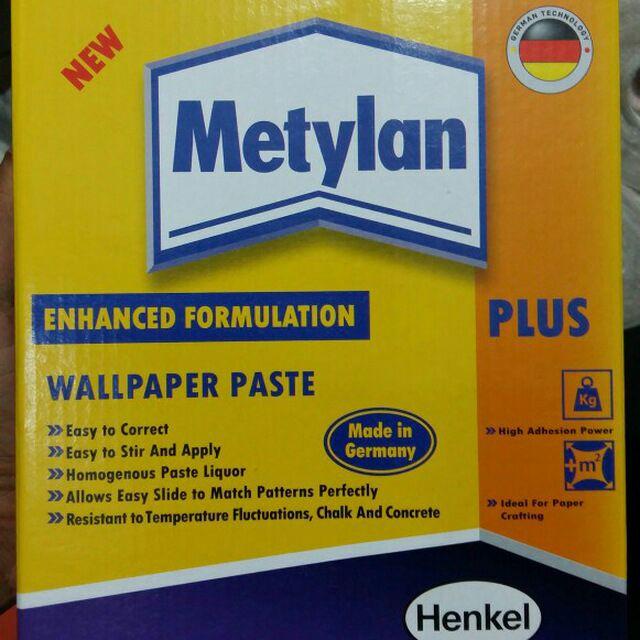 NEW
GERMAN TECHNOLOGY
Metylan
ENHANCED FORMULATION
PLUS
WALLPAPER PASTE
» Easy to Correct
» Easy to Stir And Apply
» Homogenous Paste Liquor
» Allows Easy Slide to Match Patterns Perfectly
» Resistant to Temperature Fluctuations, Chalk And Concrete
Made in
Germany
Kg
» High Adhesion Power
+m²
» Ideal For Paper
Crafting
Henkel